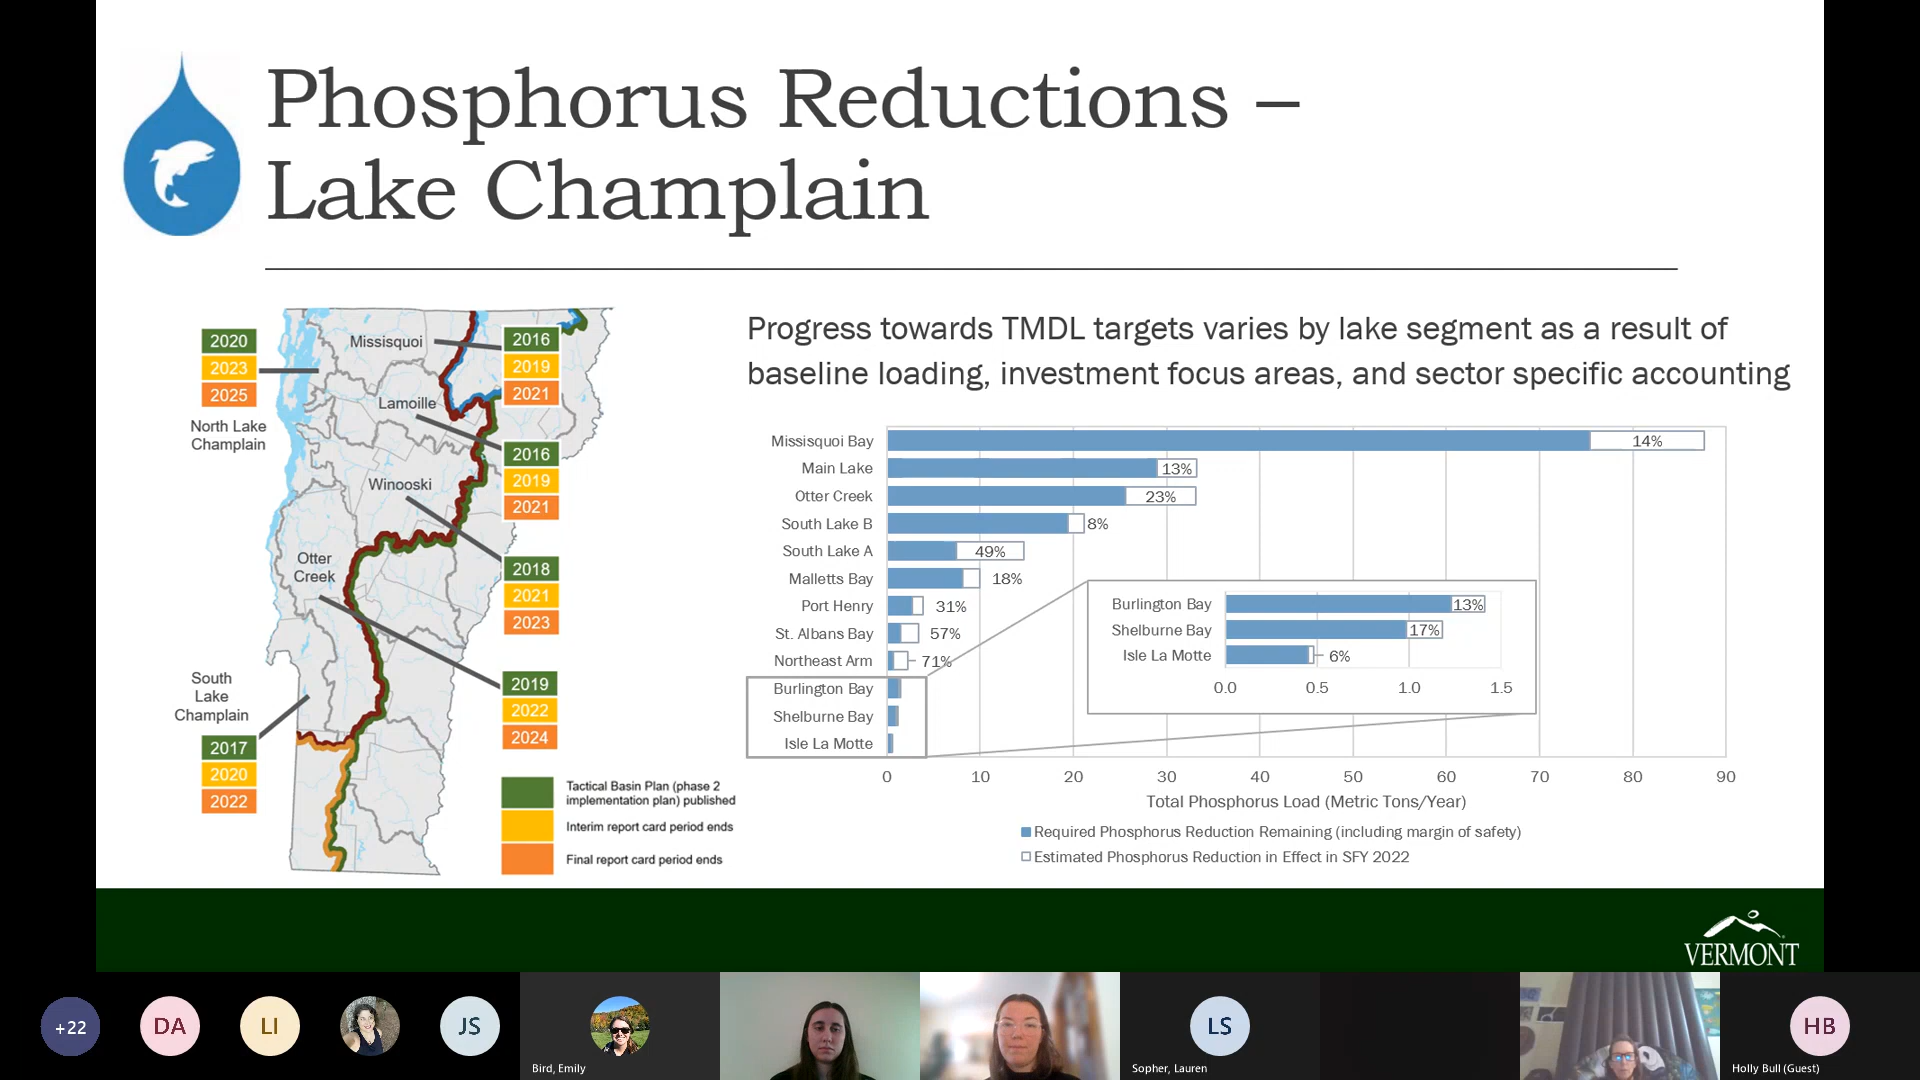 Phosphorus Reductions –
Lake Champlain
2020
2023
2025
North Lake
Champlain
Missisquoi
2016
2019
2021
Lamoille
2016
2019
2021
Winooski
2018
2021
2023
Otter
Creek
2019
2022
2024
South
Lake
Champlain
2017
2020
2022
Tactical Basin Plan (phase 2
implementation plan) published
Interim report card period ends
Final report card period ends
Progress towards TMDL targets varies by lake segment as a result of
baseline loading, investment focus areas, and sector specific accounting
Missisquoi Bay 14%
Main Lake 13%
Otter Creek 23%
South Lake B 8%
South Lake A 49%
Malletts Bay 18%
Port Henry 31%
St. Albans Bay 57%
Northeast Arm 71%
Burlington Bay
Shelburne Bay
Isle La Motte
Burlington Bay 13%
Shelburne Bay 17%
Isle La Motte 6%
0.0 0.5 1.0 1.5
0 10 20 30 40 50 60 70 80 90
Total Phosphorus Load (Metric Tons/Year)
Required Phosphorus Reduction Remaining (including margin of safety)
Estimated Phosphorus Reduction in Effect in SFY 2022
VERMONT
+22
DA
LI
JS
Bird, Emily
LS
Sopher, Lauren
HB
Holly Bull (Guest)